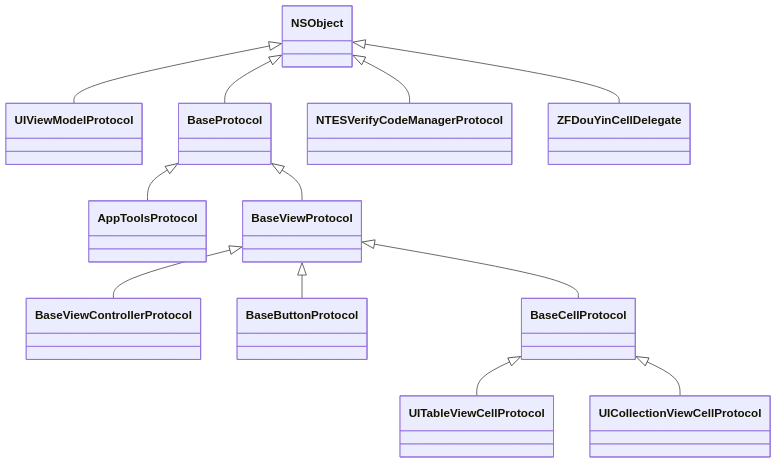 NSObject
UIViewModelProtocol
BaseProtocol
NTESVerifyCodeManagerProtocol
ZFDouYinCellDelegate
AppToolsProtocol
BaseViewProtocol
BaseViewControllerProtocol
BaseButtonProtocol
BaseCellProtocol
UITableViewCellProtocol
UICollectionViewCellProtocol